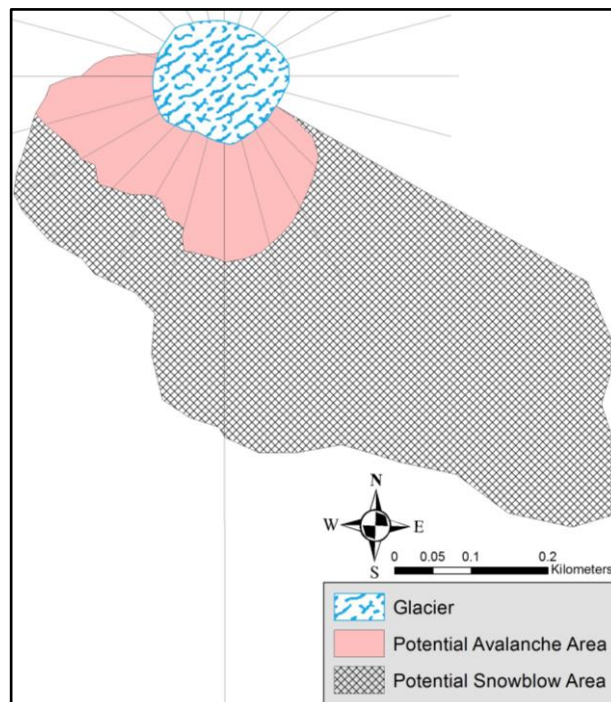 N
W E
S
0 0.05 0.1 0.2
Kilometers
Glacier
Potential Avalanche Area
Potential Snowblow Area